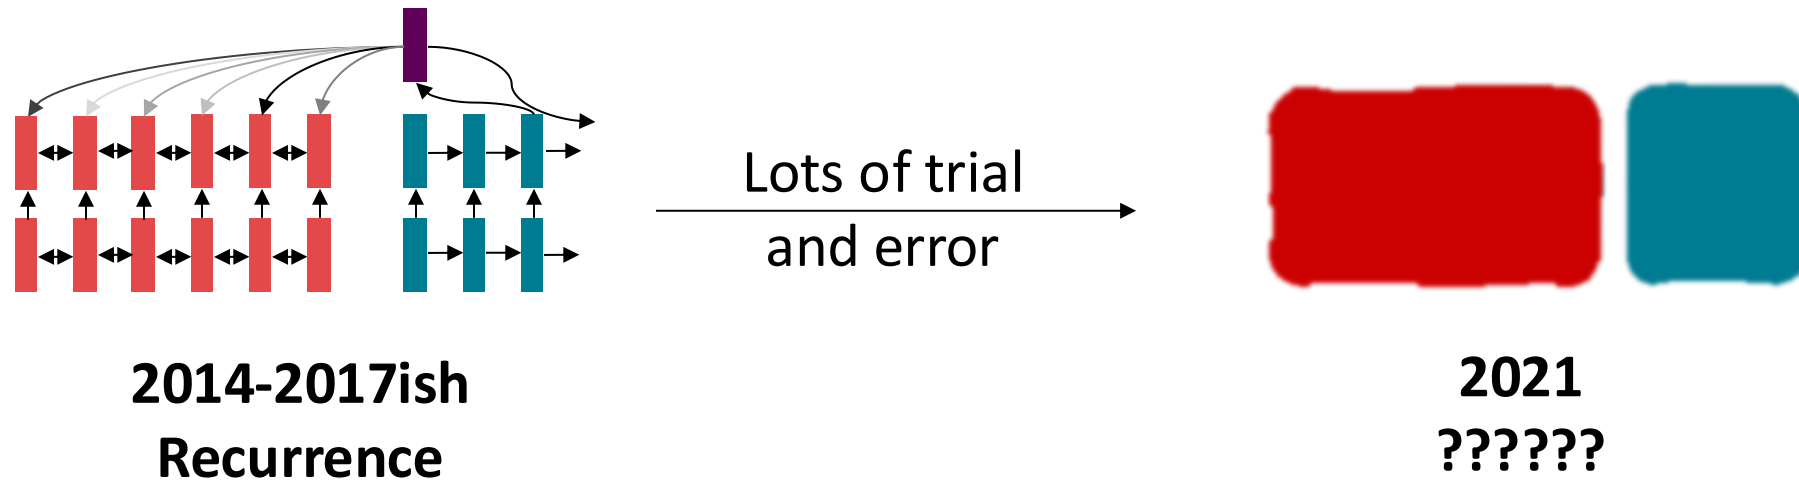 Lots of trial
and error
2014-2017ish
Recurrence
2021
??????